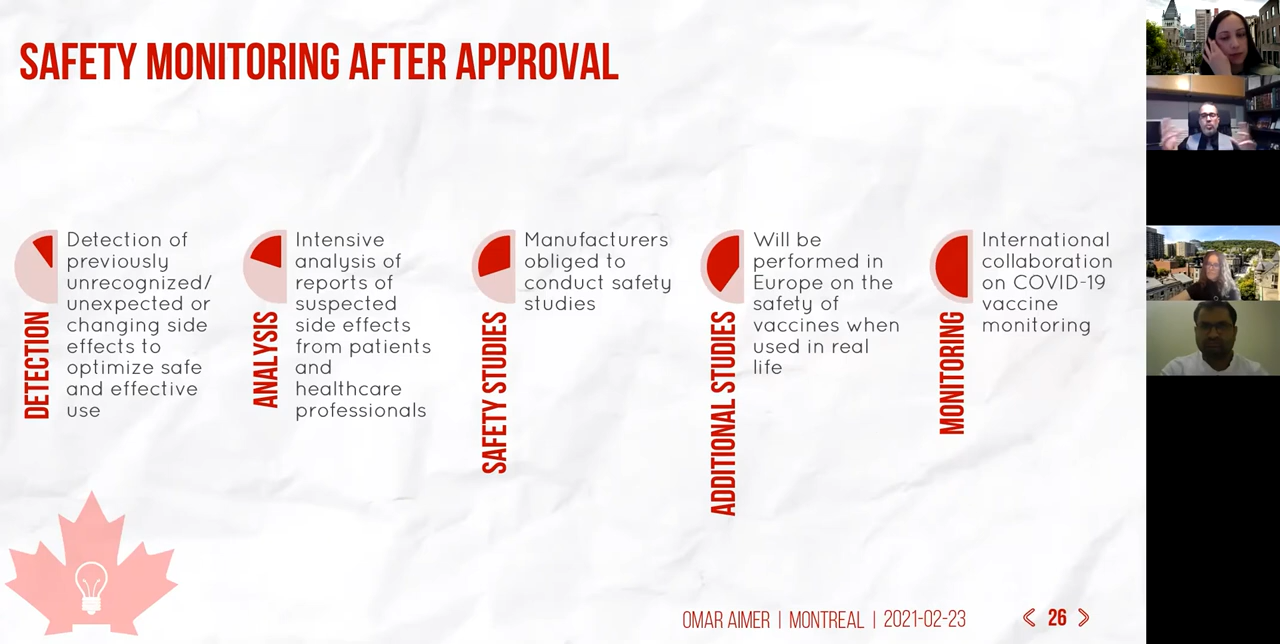 SAFETY MONITORING AFTER APPROVAL
DETECTION
Detection of
previously
unrecognized/
unexpected or
changing side
effects to
optimize safe
and effective
use
ANALYSIS
Intensive
analysis of
reports of
suspected
side effects
from patients
and
healthcare
professionals
SAFETY STUDIES
Manufacturers
obliged to
conduct safety
studies
ADDITIONAL STUDIES
Will be
performed in
Europe on the
safety of
vaccines when
used in real
life
MONITORING
International
collaboration
on COVID-19
vaccine
monitoring
OMAR AIMER | MONTREAL | 2021-02-23
26